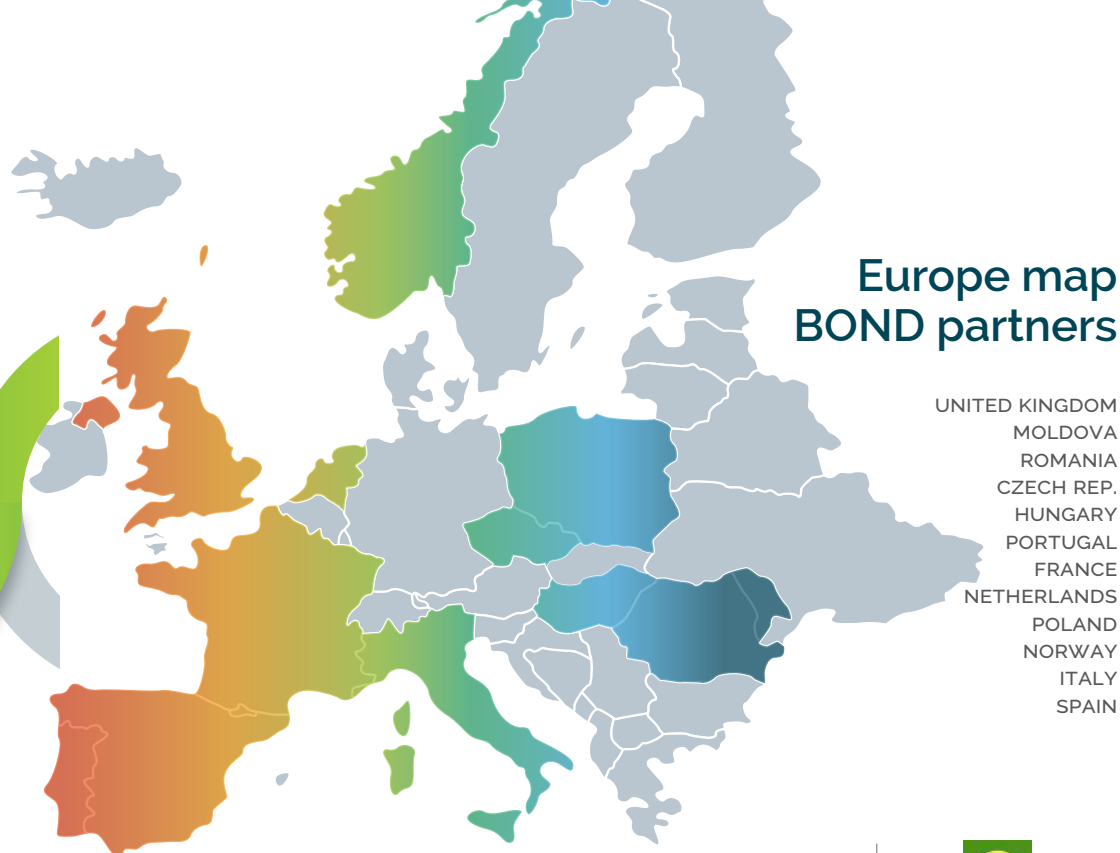 Europe map
BOND partners
UNITED KINGDOM
MOLDOVA
ROMANIA
CZECH REP.
HUNGARY
PORTUGAL
FRANCE
NETHERLANDS
POLAND
NORWAY
ITALY
SPAIN